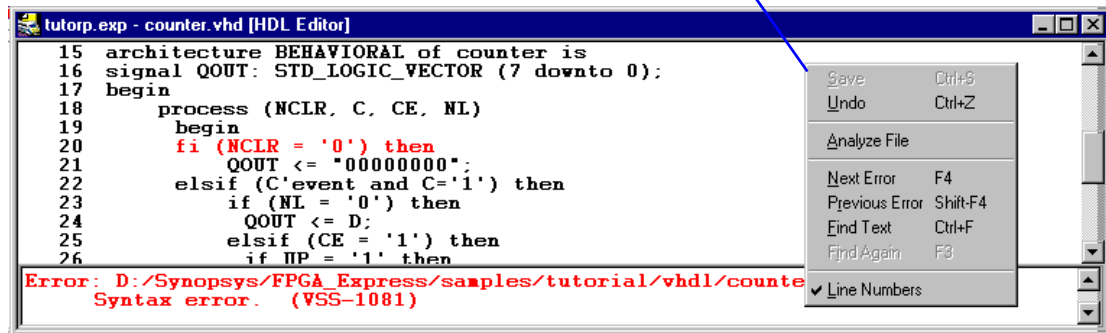 tutorp.exp - counter.vhd [HDL Editor]
15 architecture BEHAVIORAL of counter is
16 signal QOUT: STD_LOGIC_VECTOR (7 downto 0);
17 begin
18 process (NCLR, C, CE, NL)
19 begin
20 fi (NCLR = '0') then
21 QOUT <= "00000000";
22 elsif (C'event and C='1') then
23 if (NL = '0') then
24 QOUT <= D;
25 elsif (CE = '1') then
26 if UP = '1' then
Error: D:/Synopsys/FPGA_Express/samples/tutorial/vhdl/counte
Syntax error. (VSS-1081)
Save Ctrl+S
Undo Ctrl+Z
Analyze File
Next Error F4
Previous Error Shift-F4
Find Text Ctrl+F
Find Again F3
Line Numbers